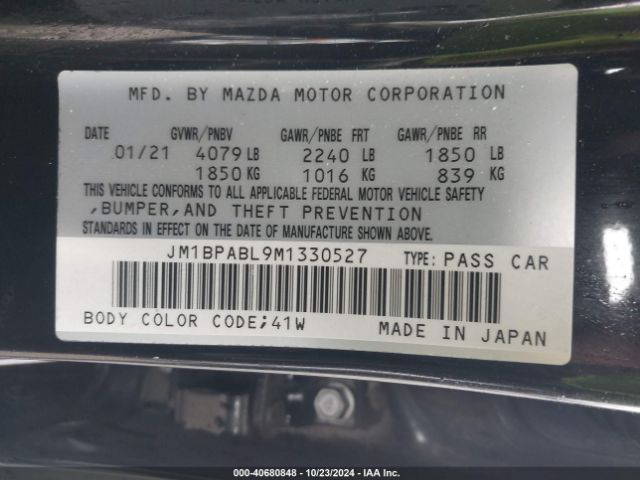 MFD. BY MAZDA MOTOR CORPORATION
DATE GVWR/PNBV GAWR/PNBE FRT GAWR/PNBE RR
01/21 4079 LB 2240 LB 1850 LB
1850 KG 1016 KG 839 KG
THIS VEHICLE CONFORMS TO ALL APPLICABLE FEDERAL MOTOR VEHICLE SAFETY
,BUMPER,AND THEFT PREVENTION
STANDARDS IN EFFECT ON THE DATE OF MANUFACTURE SHOWN ABOVE.
JM1BPABL9M1330527 TYPE: PASS CAR
BODY COLOR CODE;41W MADE IN JAPAN
000-40680848 - 10/23/2024 - IAA Inc.